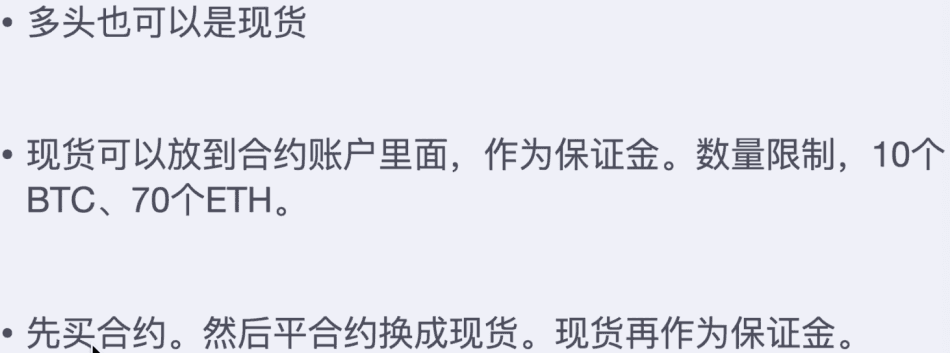 • 多头也可以是现货
• 现货可以放到合约账户里面，作为保证金。数量限制，10个
BTC、70个ETH。
• 先买合约。然后平合约换成现货。现货再作为保证金。